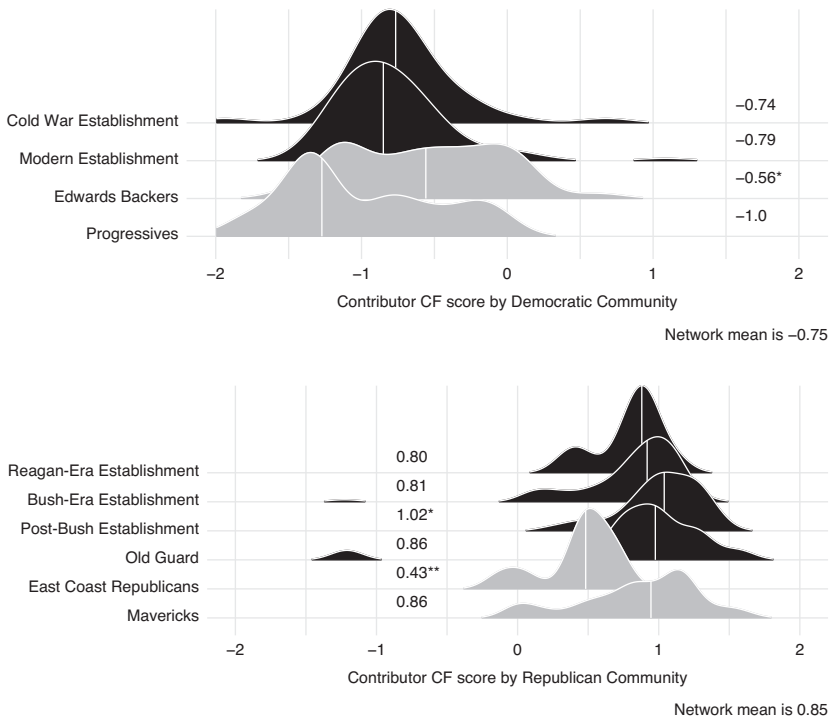 −0.74
Cold War Establishment
−0.79
Modern Establishment
−0.56*
Edwards Backers
−1.0
Progressives
−2 −1 0 1 2
Contributor CF score by Democratic Community
Network mean is −0.75
0.80
Reagan-Era Establishment
0.81
Bush-Era Establishment
1.02*
Post-Bush Establishment
0.86
Old Guard
0.43**
East Coast Republicans
0.86
Mavericks
−2 −1 0 1 2
Contributor CF score by Republican Community
Network mean is 0.85